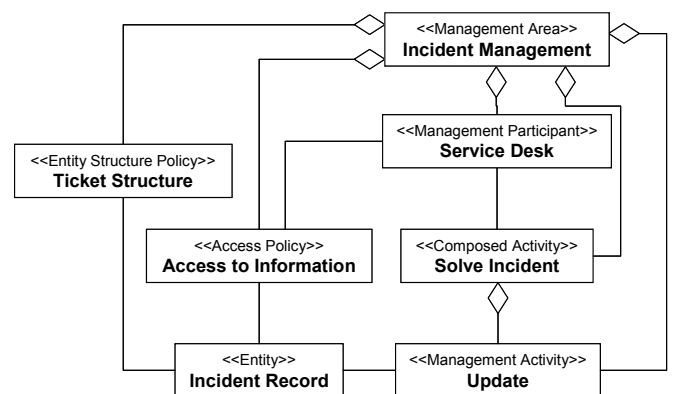 <<Management Area>>
Incident Management
<<Management Participant>>
Service Desk
<<Entity Structure Policy>>
Ticket Structure
<<Access Policy>>
Access to Information
<<Composed Activity>>
Solve Incident
<<Entity>>
Incident Record
<<Management Activity>>
Update